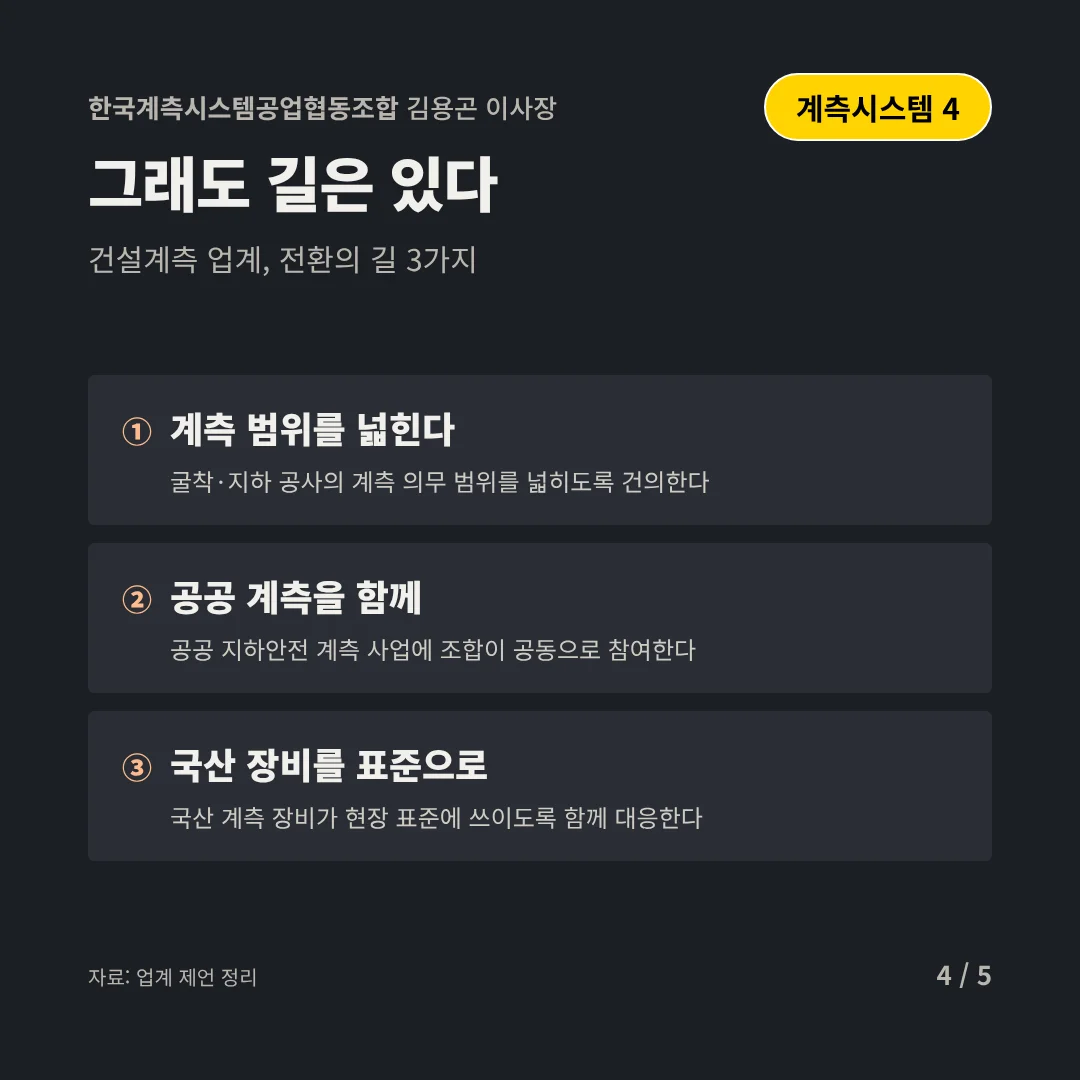 한국계측시스템공업협동조합 김용곤 이사장
계측시스템 4
그래도 길은 있다
건설계측 업계, 전환의 길 3가지
① 계측 범위를 넓힌다
굴착·지하 공사의 계측 의무 범위를 넓히도록 건의한다
② 공공 계측을 함께
공공 지하안전 계측 사업에 조합이 공동으로 참여한다
③ 국산 장비를 표준으로
국산 계측 장비가 현장 표준에 쓰이도록 함께 대응한다
자료: 업계 제언 정리
4 / 5